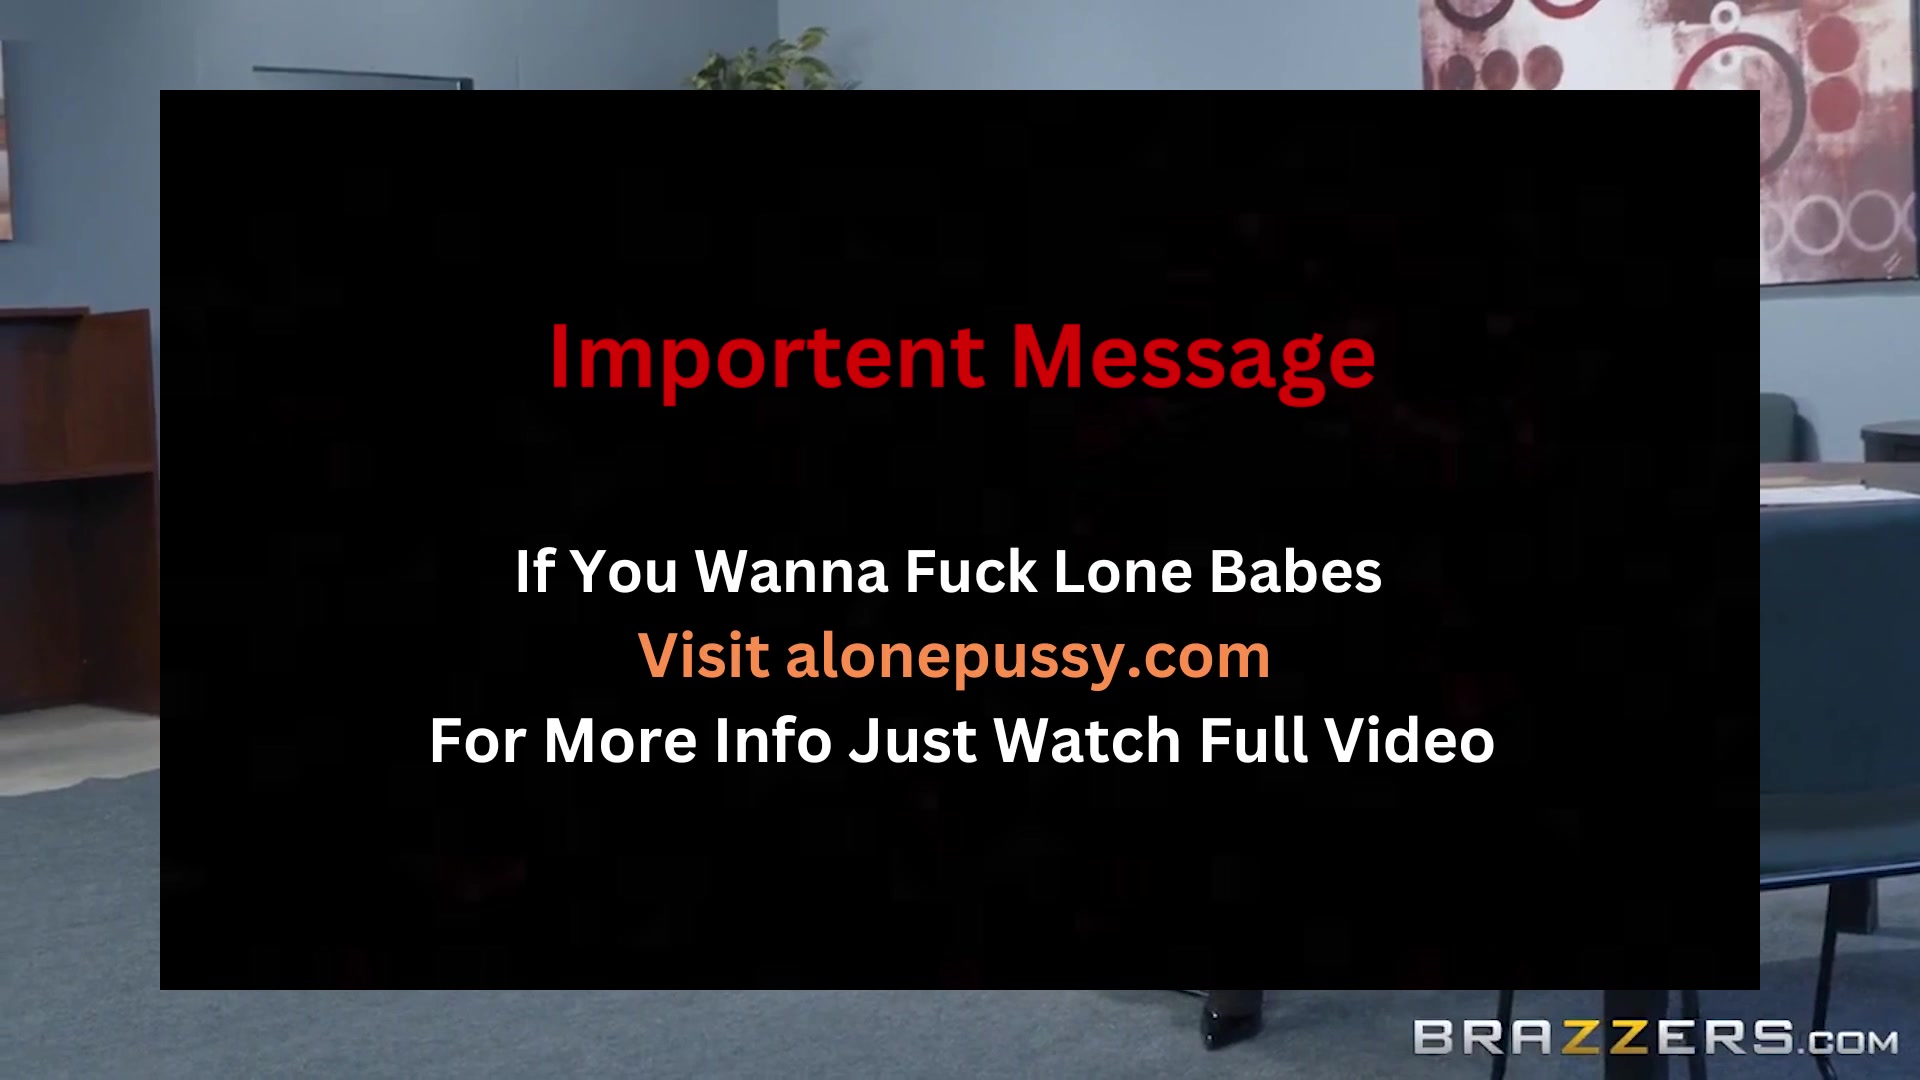 Importent Message
If You Wanna Fuck Lone Babes
Visit alonepussy.com
For More Info Just Watch Full Video
BRAZZERS.COM